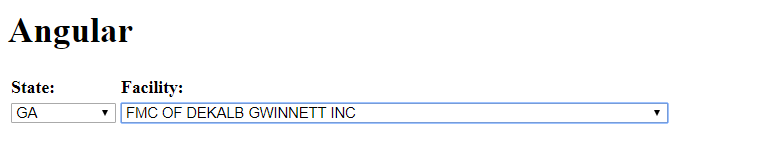 Angular
State: Facility:
GA FMC OF DEKALB GWINNETT INC